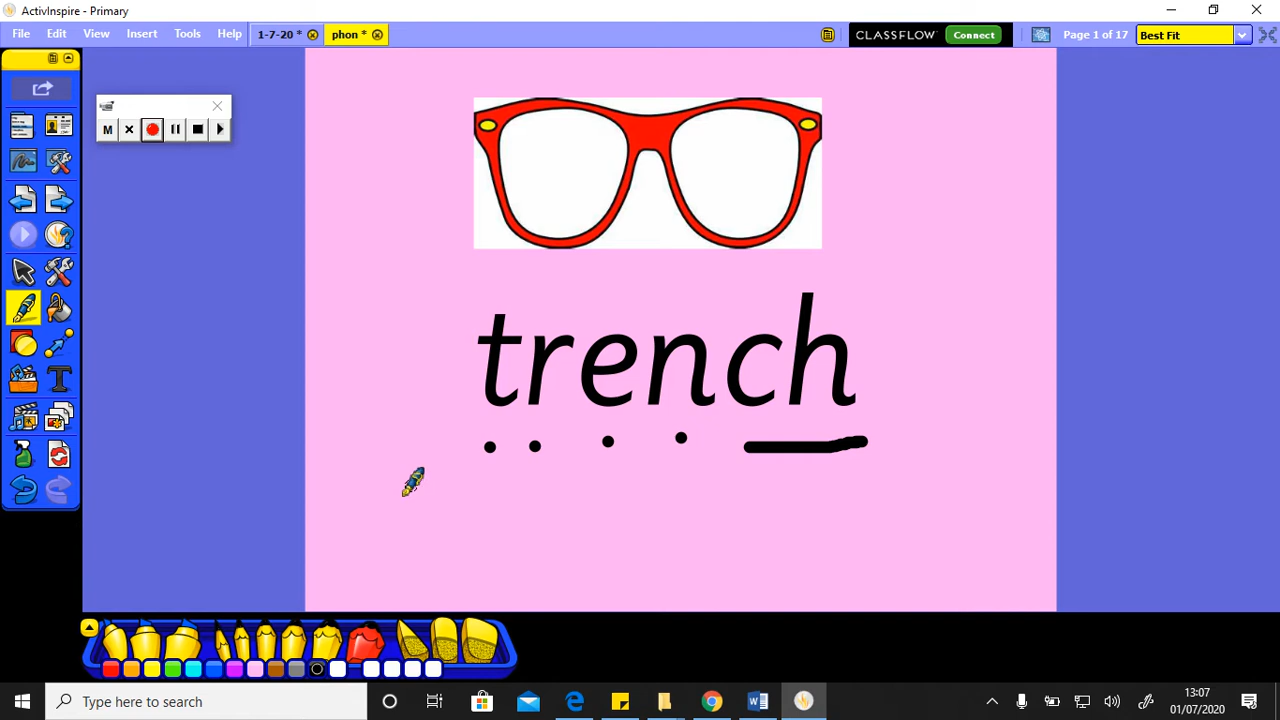 ActivInspire - Primary
File Edit View Insert Tools Help 1-7-20 * phon * CLASSFLOW Connect Page 1 of 17 Best Fit
M
trench
Type here to search
13:07
01/07/2020